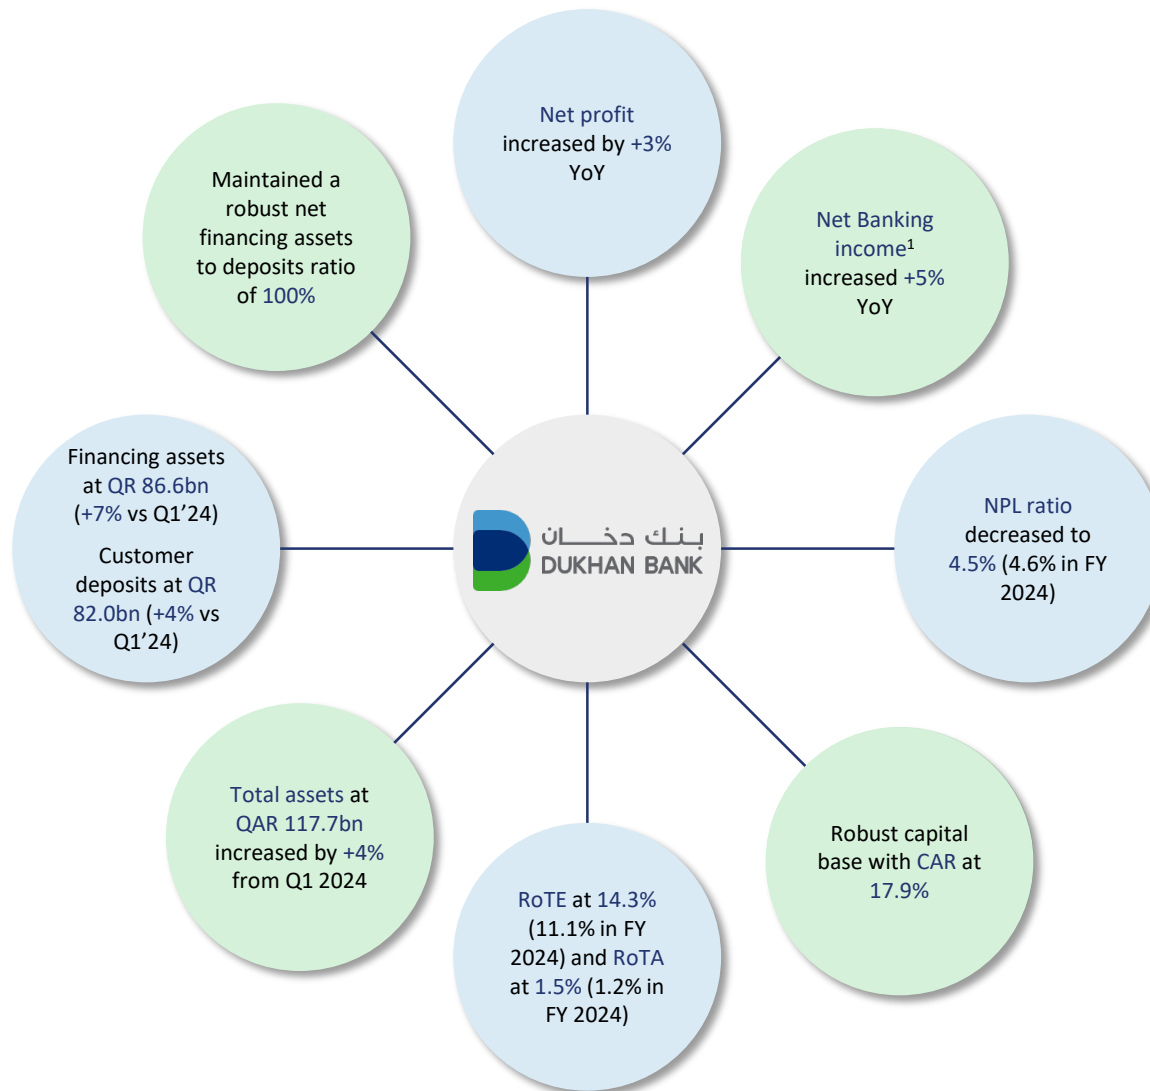 Net profit
increased by +3%
YoY
Net Banking
income¹
increased +5%
YoY
NPL ratio
decreased to
4.5% (4.6% in FY
2024)
Robust capital
base with CAR at
17.9%
RoTE at 14.3%
(11.1% in FY
2024) and RoTA
at 1.5% (1.2% in
FY 2024)
Total assets at
QAR 117.7bn
increased by +4%
from Q1 2024
Financing assets
at QR 86.6bn
(+7% vs Q1’24)
Customer
deposits at QR
82.0bn (+4% vs
Q1’24)
Maintained a
robust net
financing assets
to deposits ratio
of 100%
بنك دخان
DUKHAN BANK